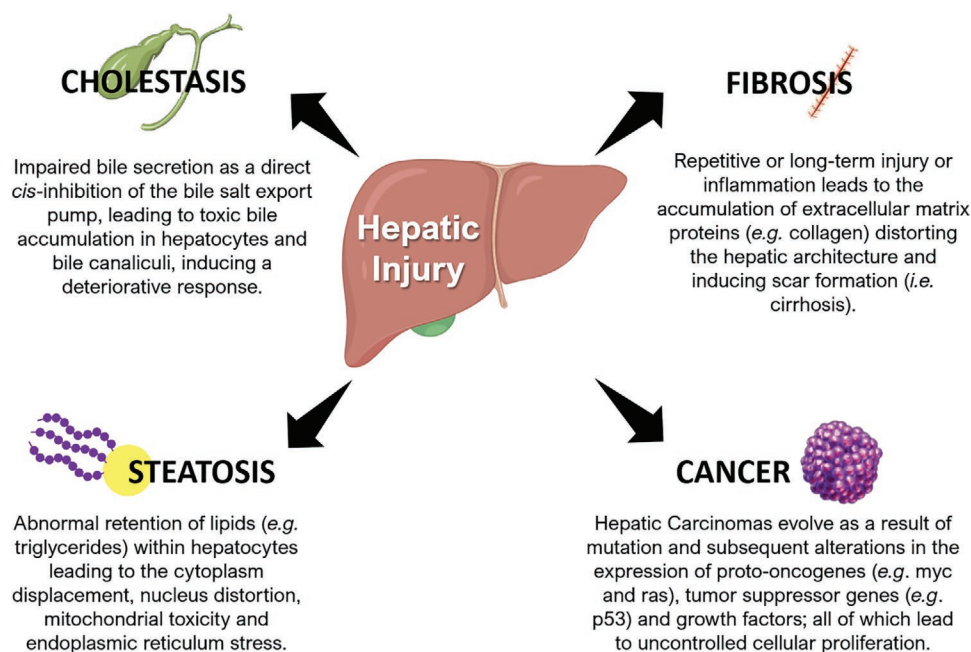 CHOLESTASIS
Impaired bile secretion as a direct
cis-inhibition of the bile salt export
pump, leading to toxic bile
accumulation in hepatocytes and
bile canaliculi, inducing a
deteriorative response.
FIBROSIS
Repetitive or long-term injury or
inflammation leads to the
accumulation of extracellular matrix
proteins (e.g. collagen) distorting
the hepatic architecture and
inducing scar formation (i.e.
cirrhosis).
Hepatic
Injury
STEATOSIS
Abnormal retention of lipids (e.g.
triglycerides) within hepatocytes
leading to the cytoplasm
displacement, nucleus distortion,
mitochondrial toxicity and
endoplasmic reticulum stress.
CANCER
Hepatic Carcinomas evolve as a result of
mutation and subsequent alterations in the
expression of proto-oncogenes (e.g. myc
and ras), tumor suppressor genes (e.g.
p53) and growth factors; all of which lead
to uncontrolled cellular proliferation.